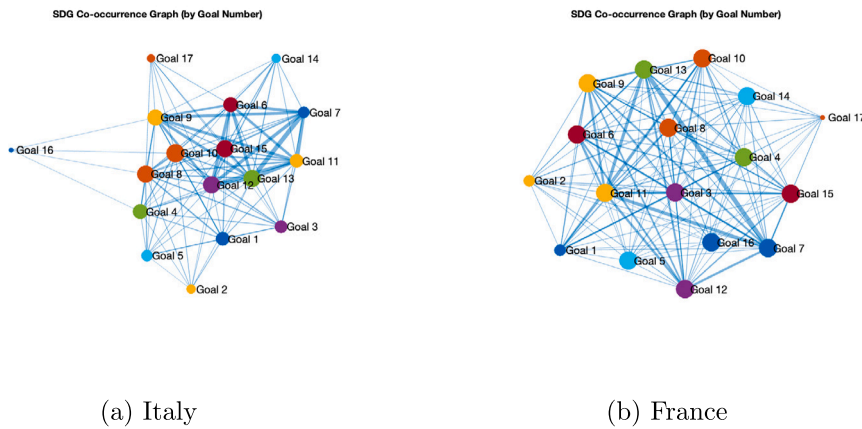 SDG Co-occurrence Graph (by Goal Number)
Goal 17
Goal 14
Goal 6
Goal 7
Goal 9
Goal 16
Goal 10
Goal 15
Goal 11
Goal 8
Goal 12
Goal 13
Goal 4
Goal 3
Goal 1
Goal 5
Goal 2
(a) Italy
SDG Co-occurrence Graph (by Goal Number)
Goal 10
Goal 13
Goal 9
Goal 14
Goal 17
Goal 6
Goal 8
Goal 4
Goal 2
Goal 11
Goal 3
Goal 15
Goal 16
Goal 7
Goal 1
Goal 5
Goal 12
(b) France